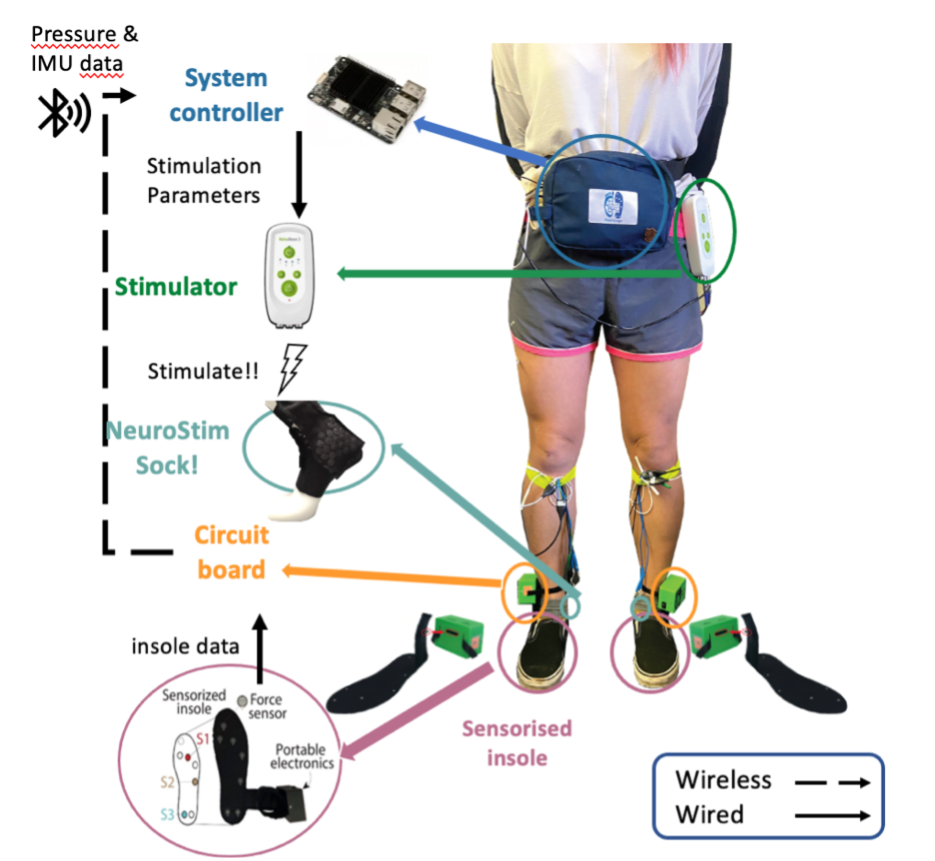 Pressure &
IMU data
System
controller
Stimulation
Parameters
Stimulator
Stimulate!!
NeuroStim
Sock!
Circuit
board
insole data
Sensorized
insole
Force
sensor
S1
Portable
electronics
S2
S3
Sensorised
insole
Wireless
Wired